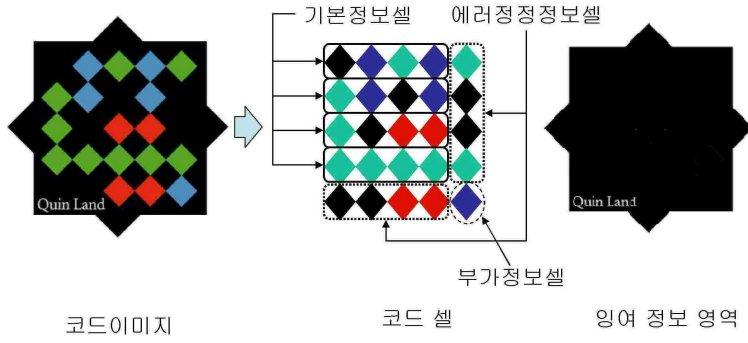 기본정보셀
에러정정정보셀
Quin Land
Quin Land
부가정보셀
코드이미지
코드 셀
잉여 정보 영역